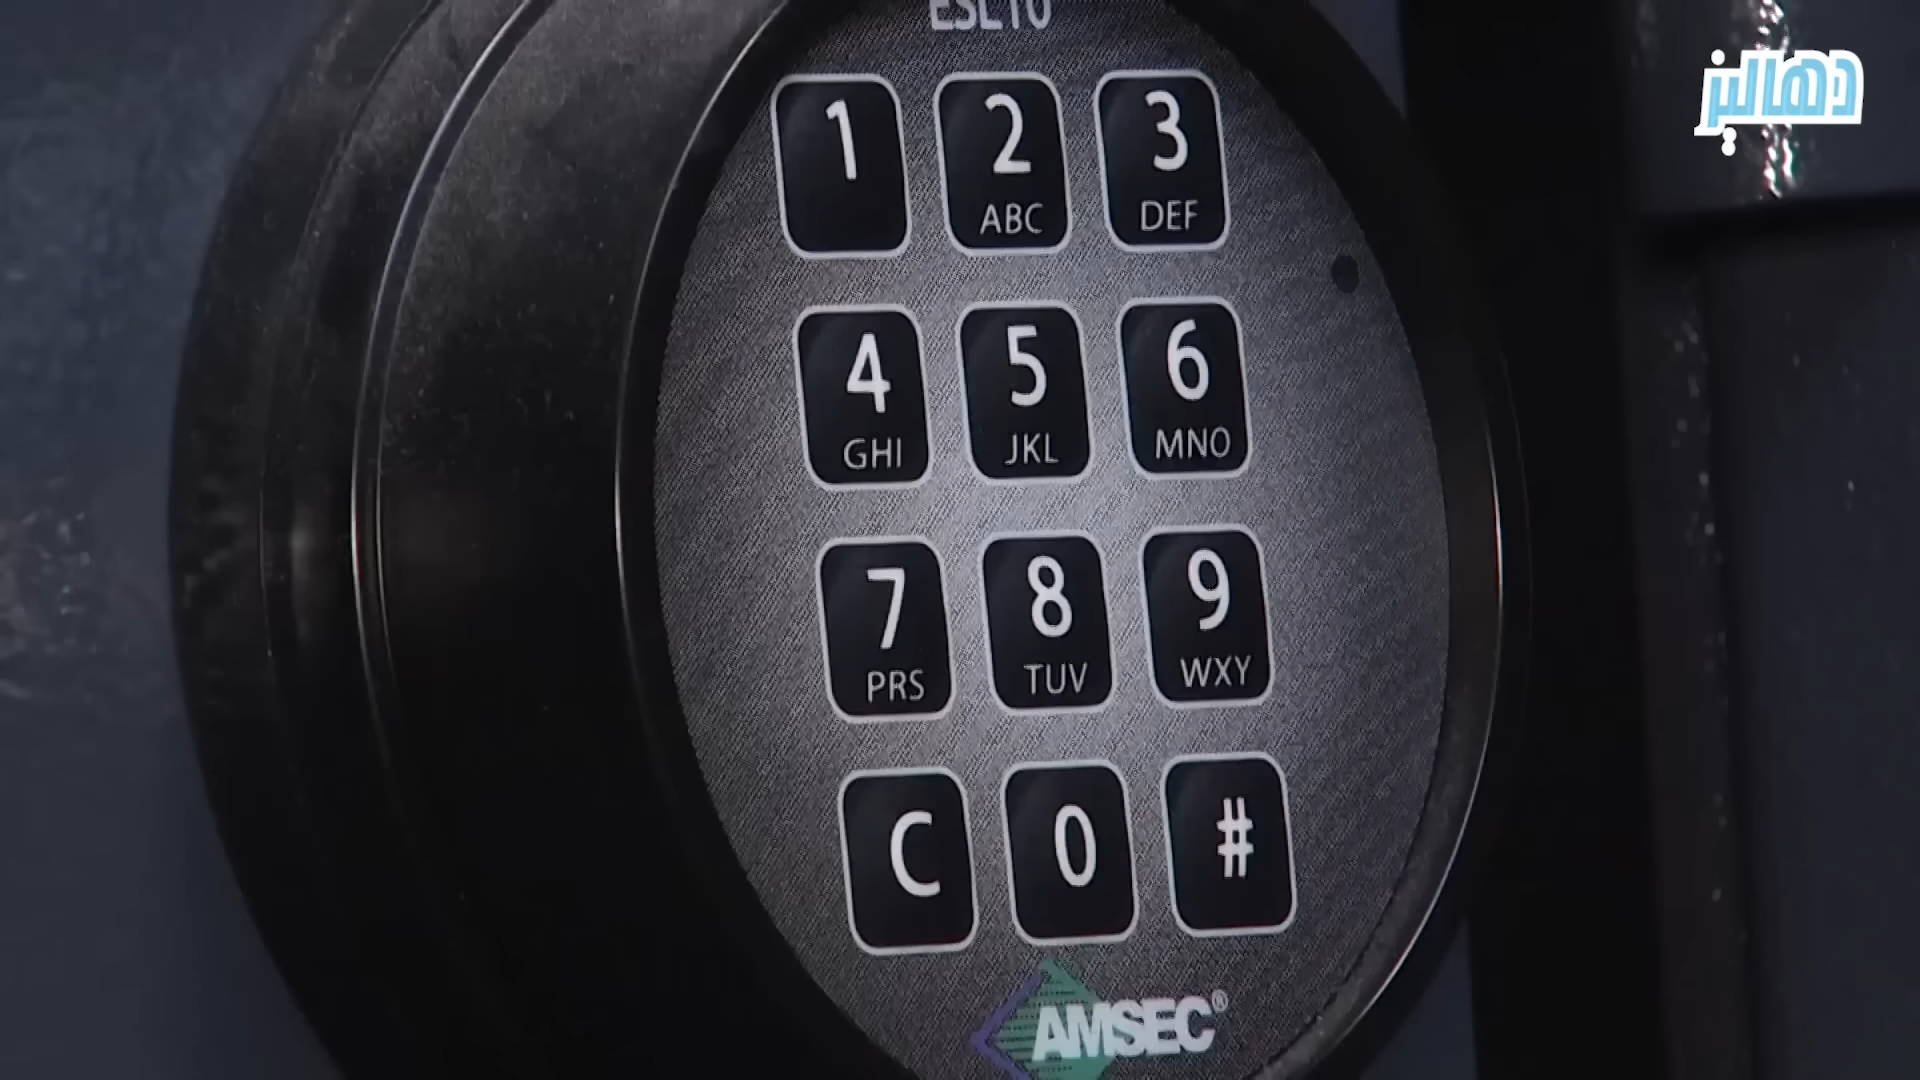 ESL10
دهاليز
1 2 3
ABC DEF
4 5 6
GHI JKL MNO
7 8 9
PRS TUV WXY
C 0 #
AMSEC®